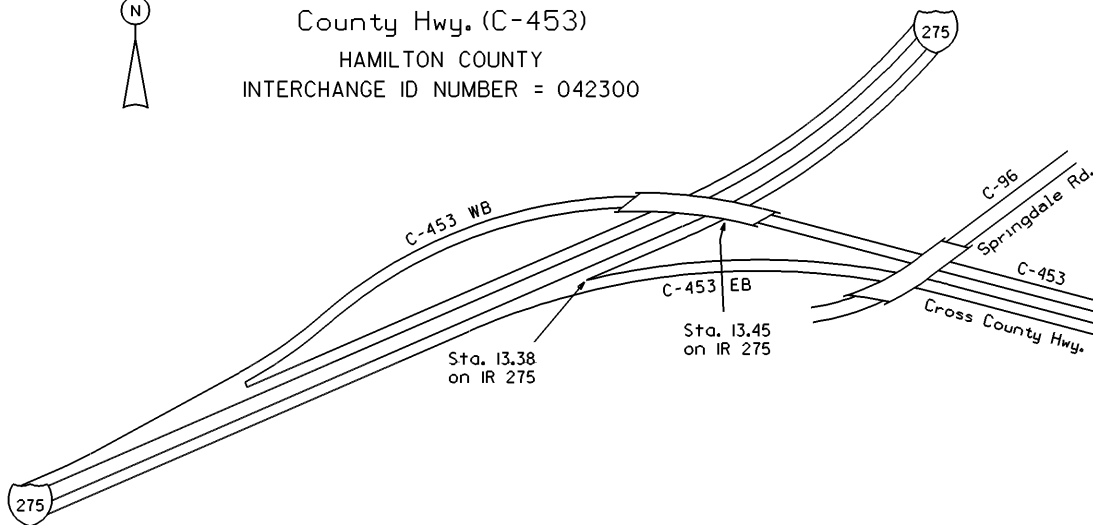 N
County Hwy. (C-453)
HAMILTON COUNTY
INTERCHANGE ID NUMBER = 042300
275
C-96
Springdale Rd.
C-453 WB
C-453
C-453 EB
Cross County Hwy.
Sta. 13.45
on IR 275
Sta. 13.38
on IR 275
275